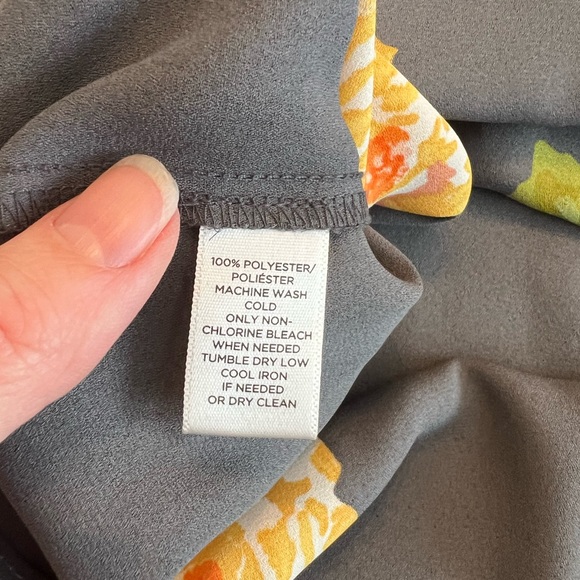 100% POLYESTER/
POLIÉSTER
MACHINE WASH
COLD
ONLY NON-
CHLORINE BLEACH
WHEN NEEDED
TUMBLE DRY LOW
COOL IRON
IF NEEDED
OR DRY CLEAN